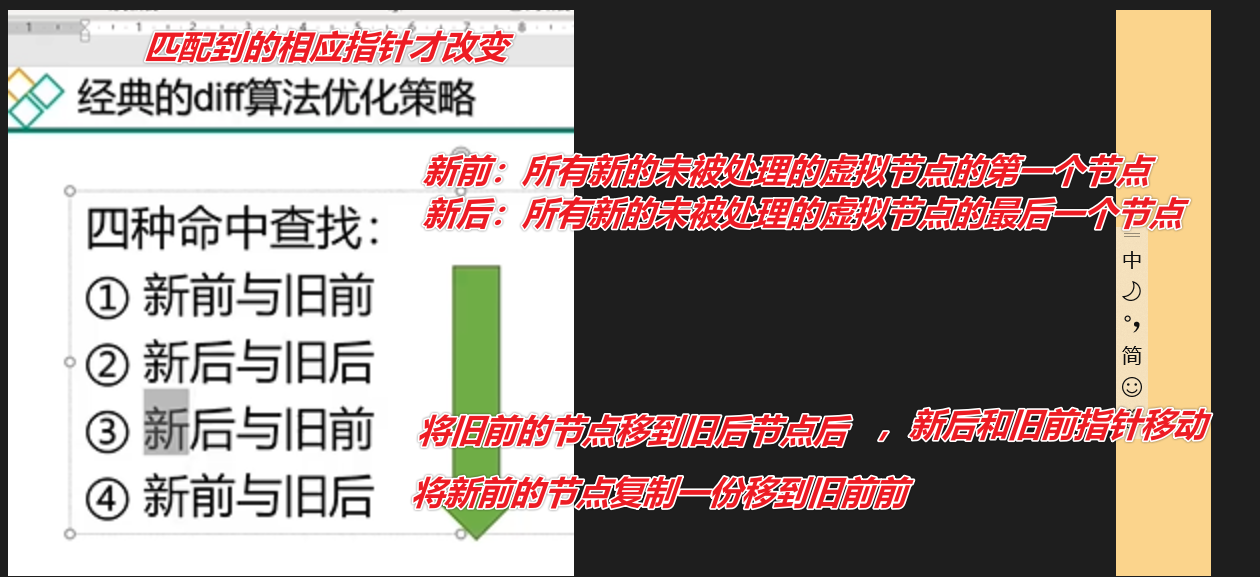 匹配到的相应指针才改变
经典的diff算法优化策略
新前：所有新的未被处理的虚拟节点的第一个节点
新后：所有新的未被处理的虚拟节点的最后一个节点
四种命中查找：
① 新前与旧前
② 新后与旧后
③ 新后与旧前
将旧前的节点移到旧后节点后 ，新后和旧前指针移动
④ 新前与旧后
将新前的节点复制一份移到旧前前
中
°，
简